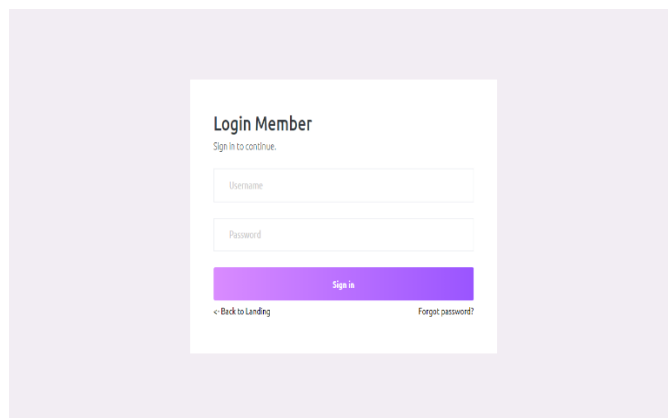 Login Member
Sign in to continue.
Username
Password
Sign in
<- Back to Landing
Forgot password?